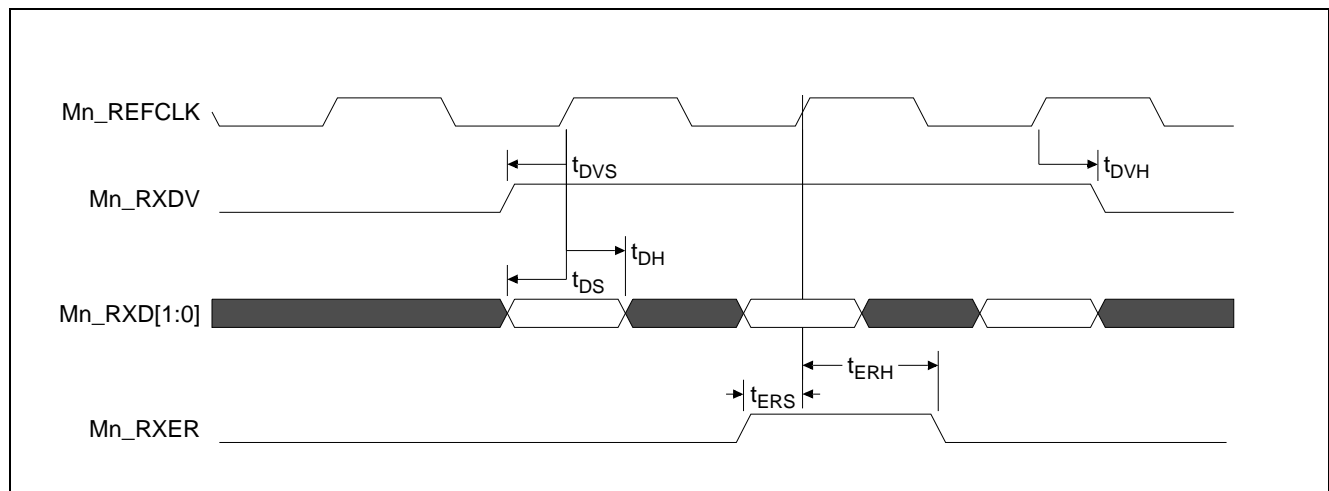 Mn_REFCLK
tDVS
tDVH
Mn_RXDV
tDH
tDS
Mn_RXD[1:0]
tERH
tERS
Mn_RXER